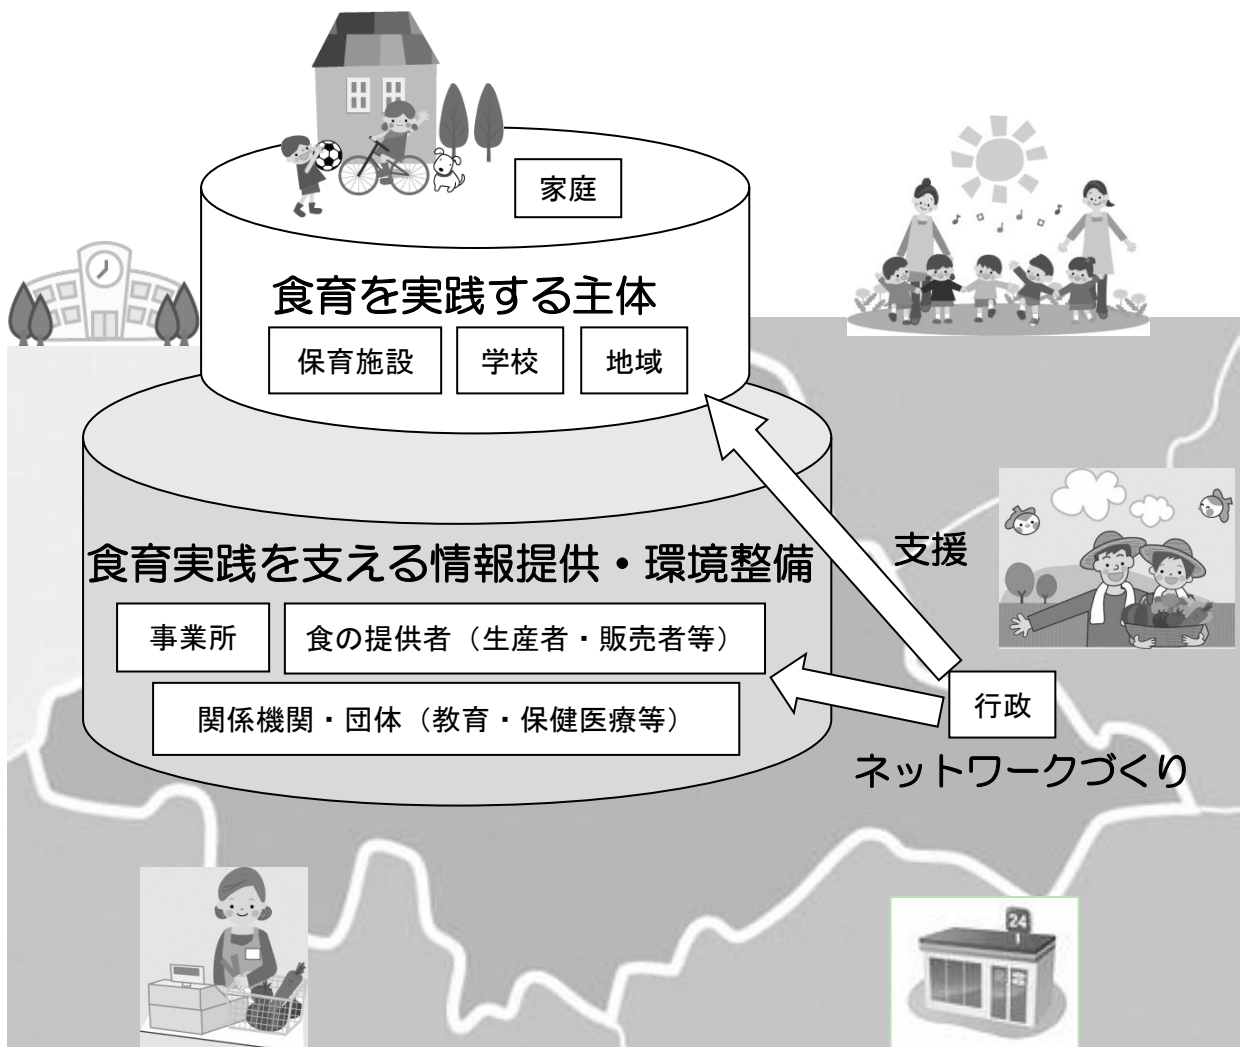 家庭
食育を実践する主体
保育施設
学校
地域
食育実践を支える情報提供・環境整備
支援
事業所
食の提供者（生産者・販売者等）
関係機関・団体（教育・保健医療等）
行政
ネットワークづくり
24